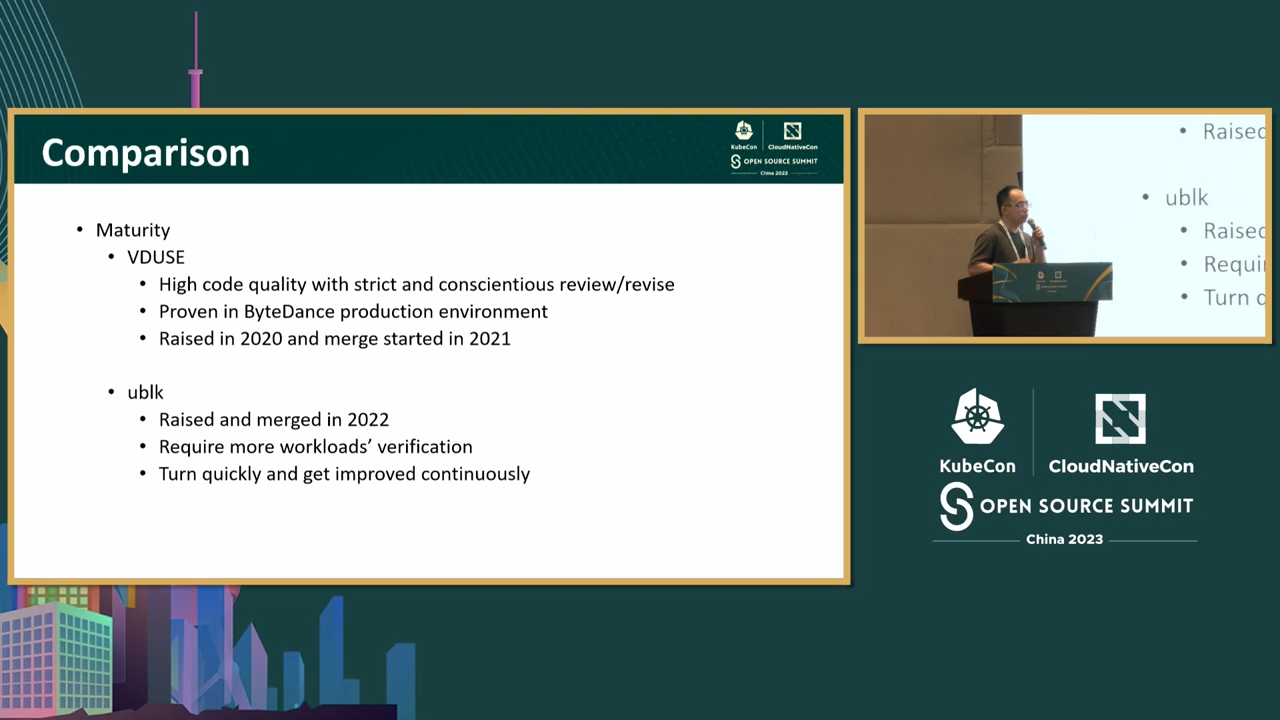 Comparison
KubeCon
CloudNativeCon
OPEN SOURCE SUMMIT
China 2023
• Maturity
• VDUSE
• High code quality with strict and conscientious review/revise
• Proven in ByteDance production environment
• Raised in 2020 and merge started in 2021
• ublk
• Raised and merged in 2022
• Require more workloads’ verification
• Turn quickly and get improved continuously
• Raised
• ublk
• Raised
• Requi
• Turn q
KubeCon
CloudNativeCon
OPEN SOURCE SUMMIT
China 2023